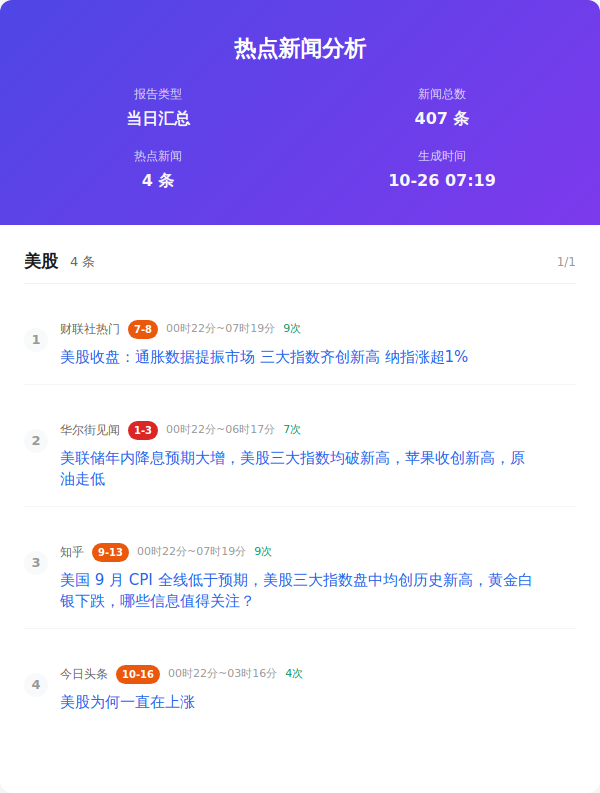 热点新闻分析
报告类型
新闻总数
当日汇总
407 条
热点新闻
生成时间
4 条
10-26 07:19
美股 4 条 1/1
1 财联社热门 7-8 00时22分~07时19分 9次
美股收盘：通胀数据提振市场 三大指数齐创新高 纳指涨超1%
2 华尔街见闻 1-3 00时22分~06时17分 7次
美联储年内降息预期大增，美股三大指数均破新高，苹果收创新高，原
油走低
3 知乎 9-13 00时22分~07时19分 9次
美国 9 月 CPI 全线低于预期，美股三大指数盘中均创历史新高，黄金白
银下跌，哪些信息值得关注？
4 今日头条 10-16 00时22分~03时16分 4次
美股为何一直在上涨